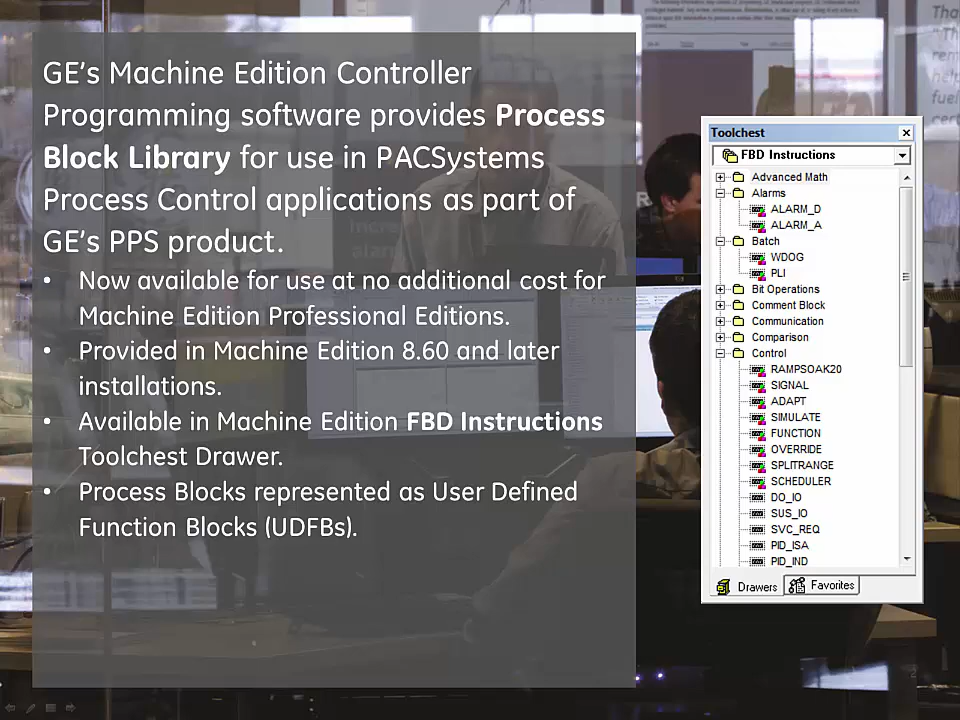 GE's Machine Edition Controller
Programming software provides Process
Block Library for use in PACSystems
Process Control applications as part of
GE's PPS product.
• Now available for use at no additional cost for
Machine Edition Professional Editions.
• Provided in Machine Edition 8.60 and later
installations.
• Available in Machine Edition FBD Instructions
Toolchest Drawer.
• Process Blocks represented as User Defined
Function Blocks (UDFBs).
Toolchest
FBD Instructions
Advanced Math
Alarms
ALARM_D
ALARM_A
Batch
WDOG
PLI
Bit Operations
Comment Block
Communication
Comparison
Control
RAMPSOAK20
SIGNAL
ADAPT
SIMULATE
FUNCTION
OVERRIDE
SPLITRANGE
SCHEDULER
DO_IO
SUS_IO
SVC_REQ
PID_ISA
PID_IND
Drawers
Favorites